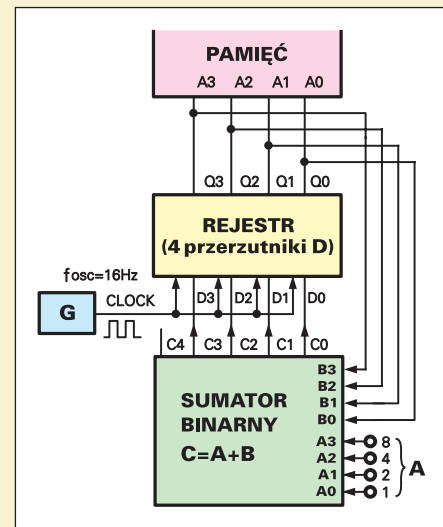 PAMIĘĆ
A3 A2 A1 A0
Q3 Q2 Q1 Q0
REJESTR
(4 przerzutniki D)
fosc=16Hz
G
CLOCK
D3 D2 D1 D0
C4 C3 C2 C1 C0
B3
B2
B1
B0
SUMATOR
BINARNY
C=A+B
A3 8
A2 4
A1 2
A0 1
A